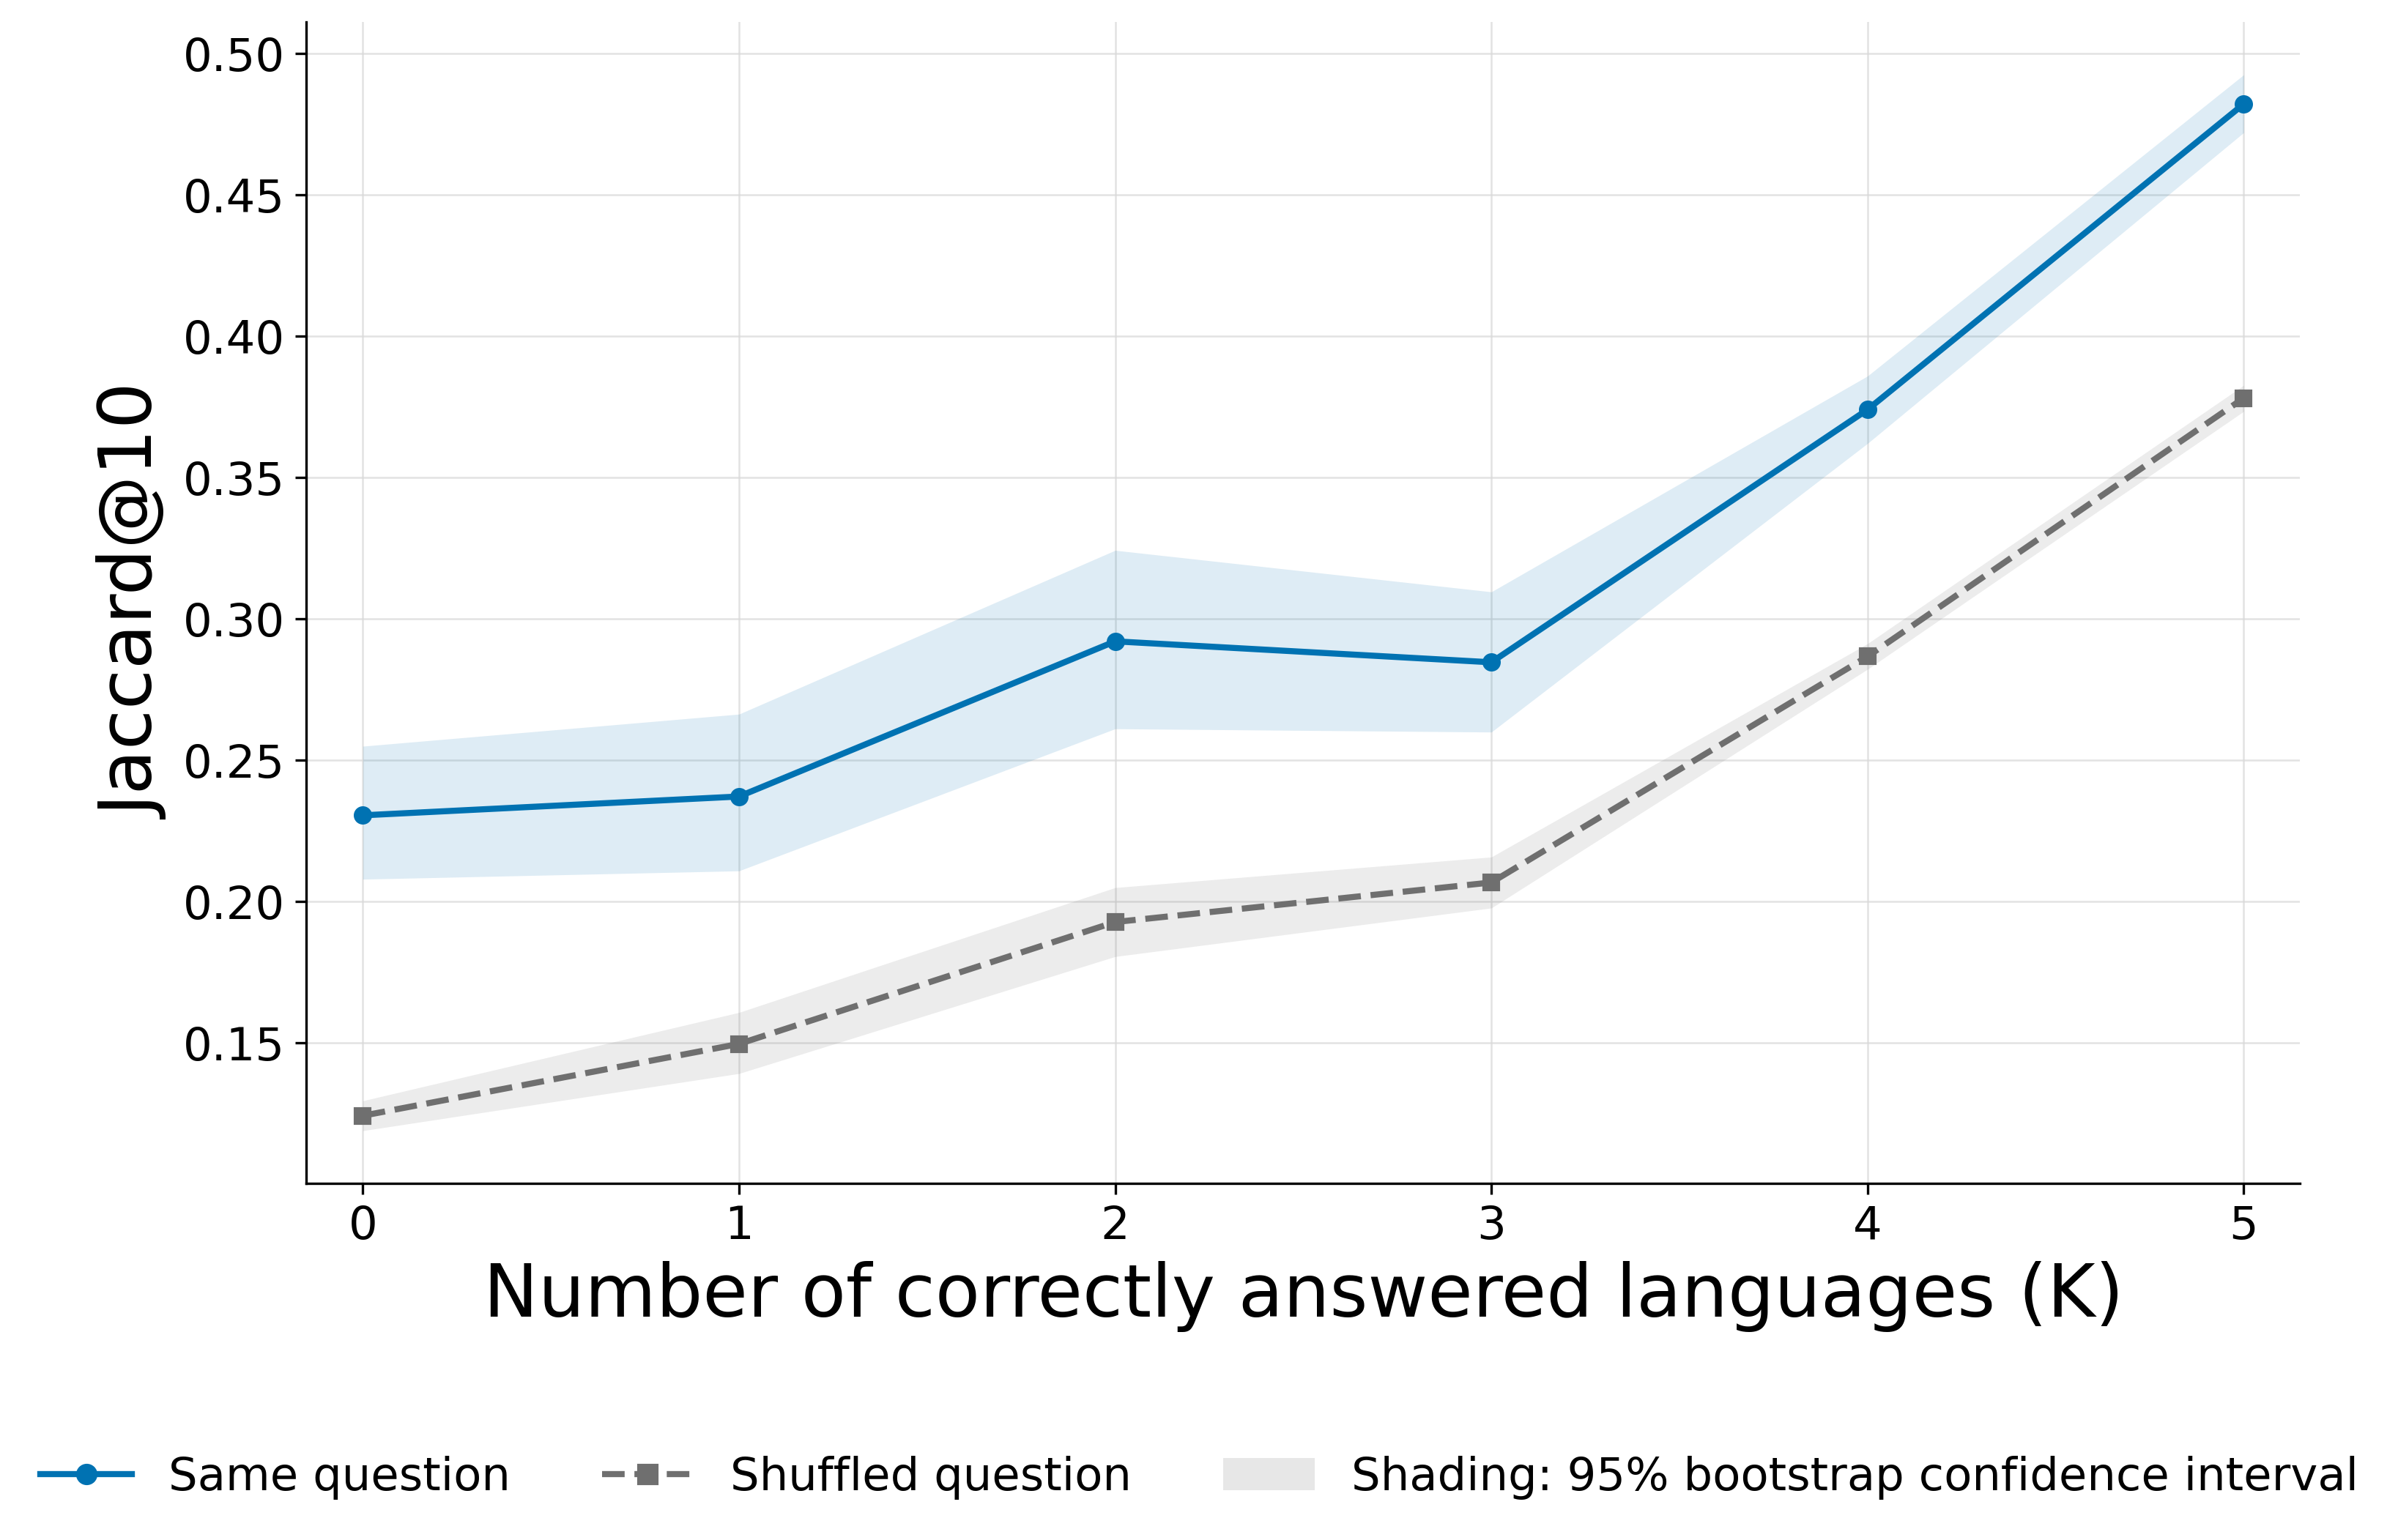 0.50
0.45
0.40
0.35
0.30
0.25
0.20
0.15
Jaccard@10
0 1 2 3 4 5
Number of correctly answered languages (K)
Same question Shuffled question Shading: 95% bootstrap confidence interval